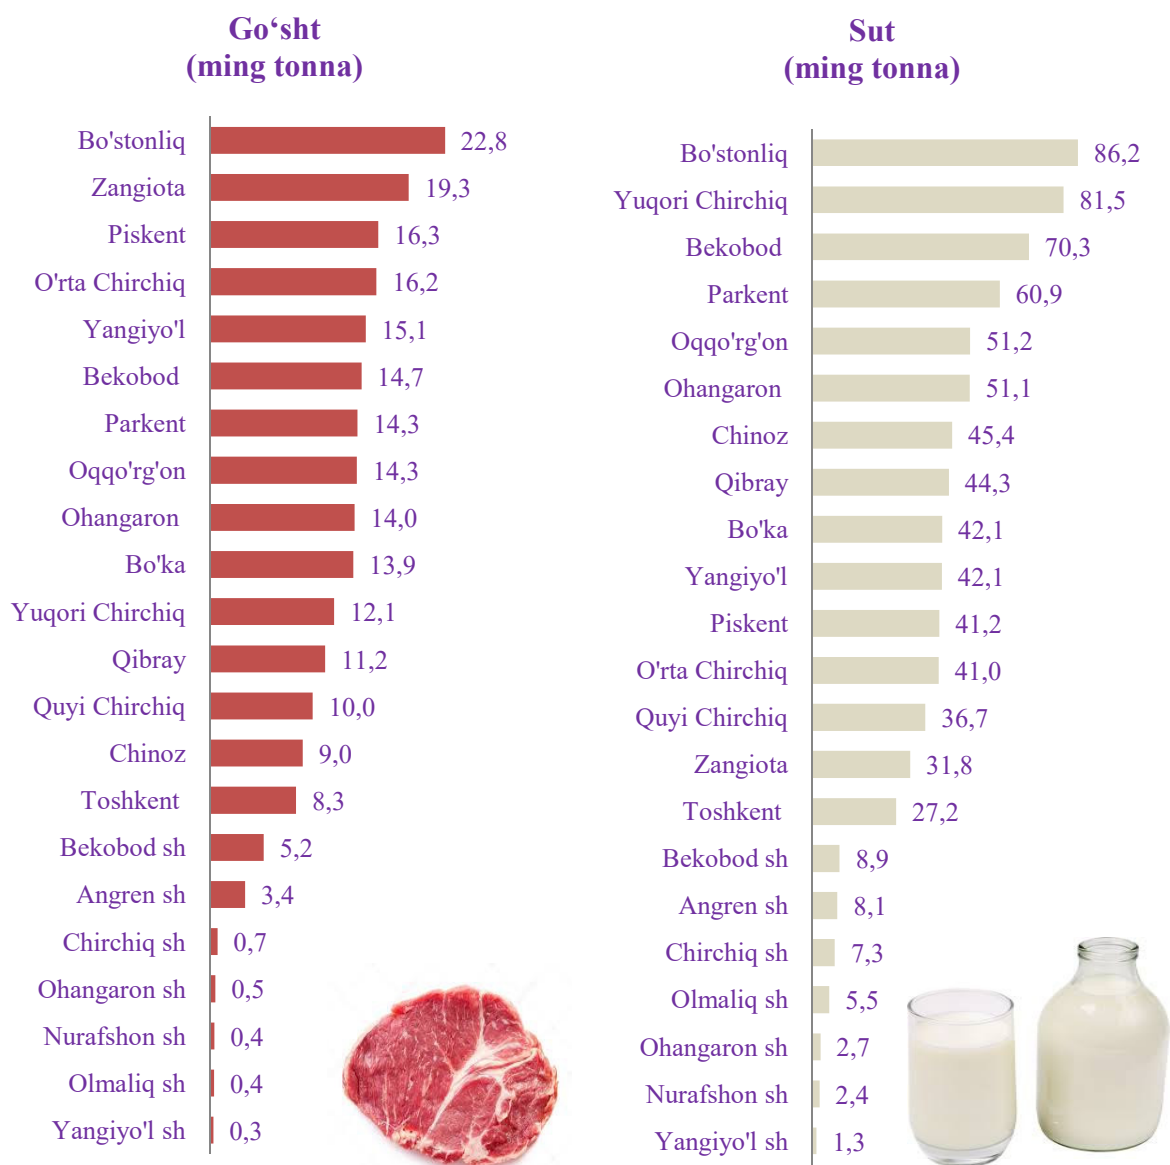 Go‘sht
(ming tonna)
Bo'stonliq 22,8
Zangiota 19,3
Piskent 16,3
O'rta Chirchiq 16,2
Yangiyo'l 15,1
Bekobod 14,7
Parkent 14,3
Oqqo'rg'on 14,3
Ohangaron 14,0
Bo'ka 13,9
Yuqori Chirchiq 12,1
Qibray 11,2
Quyi Chirchiq 10,0
Chinoz 9,0
Toshkent 8,3
Bekobod sh 5,2
Angren sh 3,4
Chirchiq sh 0,7
Ohangaron sh 0,5
Nurafshon sh 0,4
Olmaliq sh 0,4
Yangiyo'l sh 0,3
Sut
(ming tonna)
Bo'stonliq 86,2
Yuqori Chirchiq 81,5
Bekobod 70,3
Parkent 60,9
Oqqo'rg'on 51,2
Ohangaron 51,1
Chinoz 45,4
Qibray 44,3
Bo'ka 42,1
Yangiyo'l 42,1
Piskent 41,2
O'rta Chirchiq 41,0
Quyi Chirchiq 36,7
Zangiota 31,8
Toshkent 27,2
Bekobod sh 8,9
Angren sh 8,1
Chirchiq sh 7,3
Olmaliq sh 5,5
Ohangaron sh 2,7
Nurafshon sh 2,4
Yangiyo'l sh 1,3